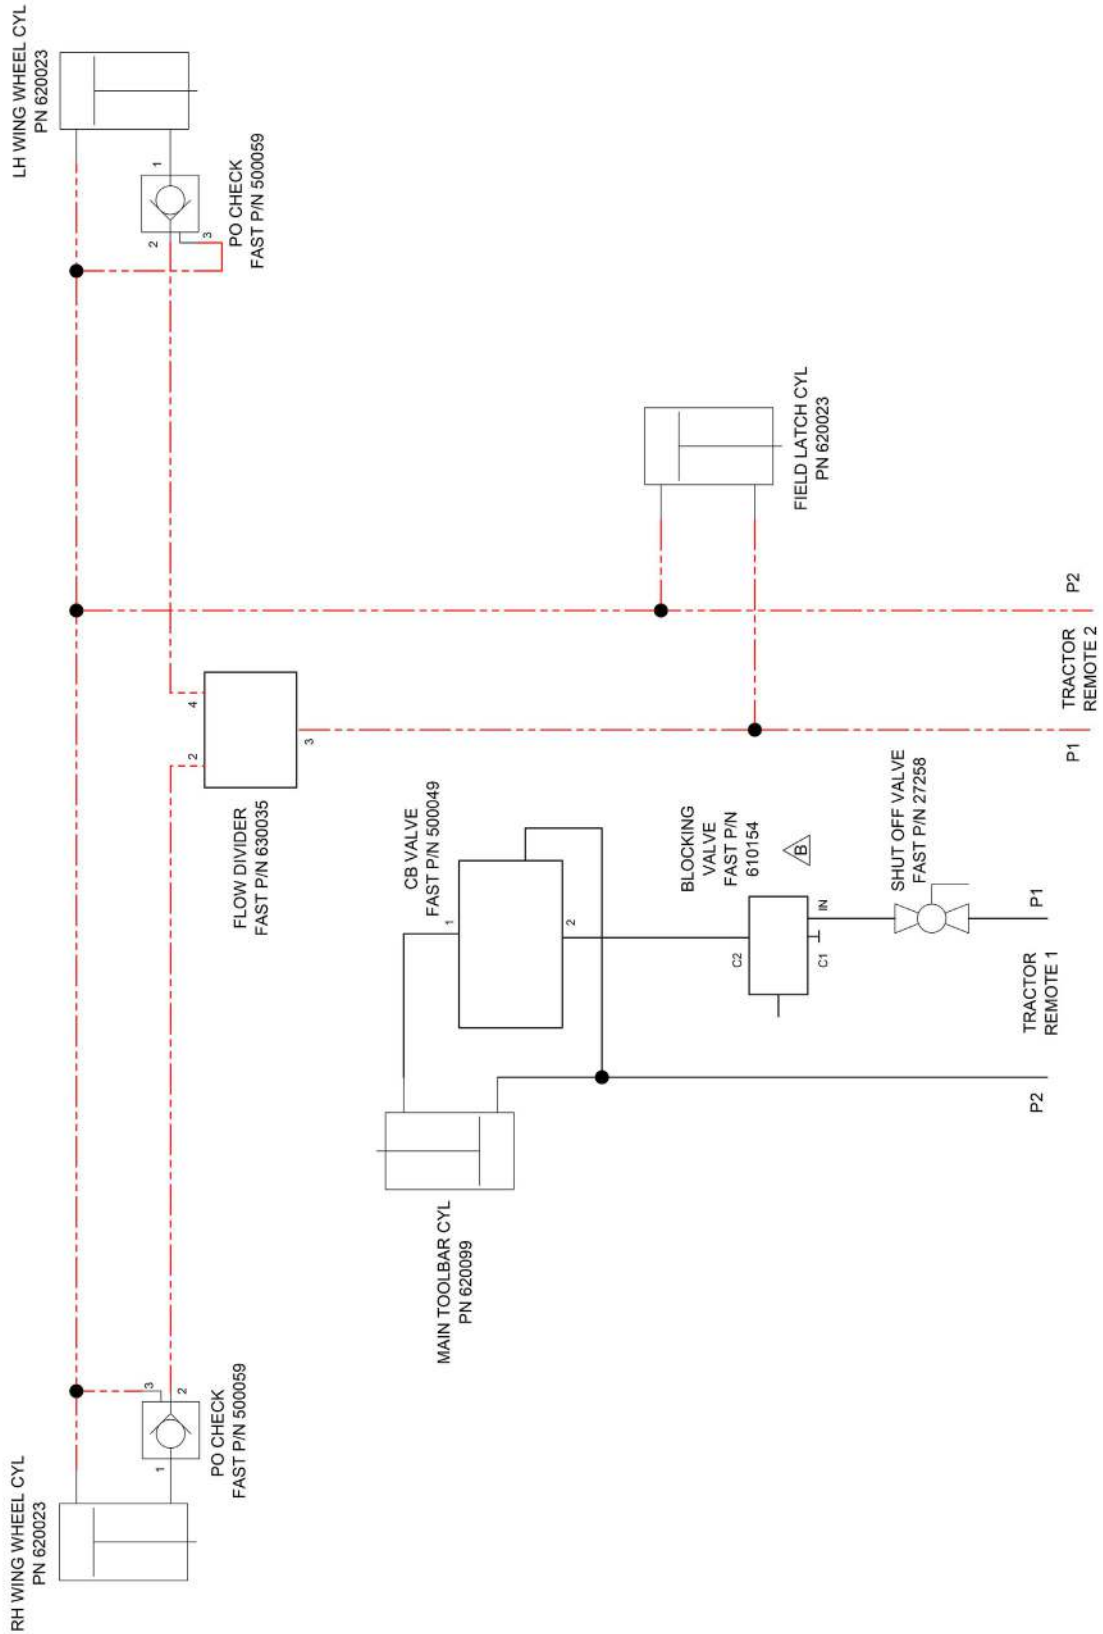 RH WING WHEEL CYL
PN 620023
1
3
2
PO CHECK
FAST P/N 500059
LH WING WHEEL CYL
PN 620023
1
2
3
PO CHECK
FAST P/N 500059
2
4
3
FLOW DIVIDER
FAST P/N 630035
MAIN TOOLBAR CYL
PN 620099
CB VALVE
FAST P/N 500049
1
2
BLOCKING
VALVE
FAST P/N
610154
B
C2
C1
IN
SHUT OFF VALVE
FAST P/N 27258
FIELD LATCH CYL
PN 620023
P2
TRACTOR
REMOTE 1
P1
P1
TRACTOR
REMOTE 2
P2